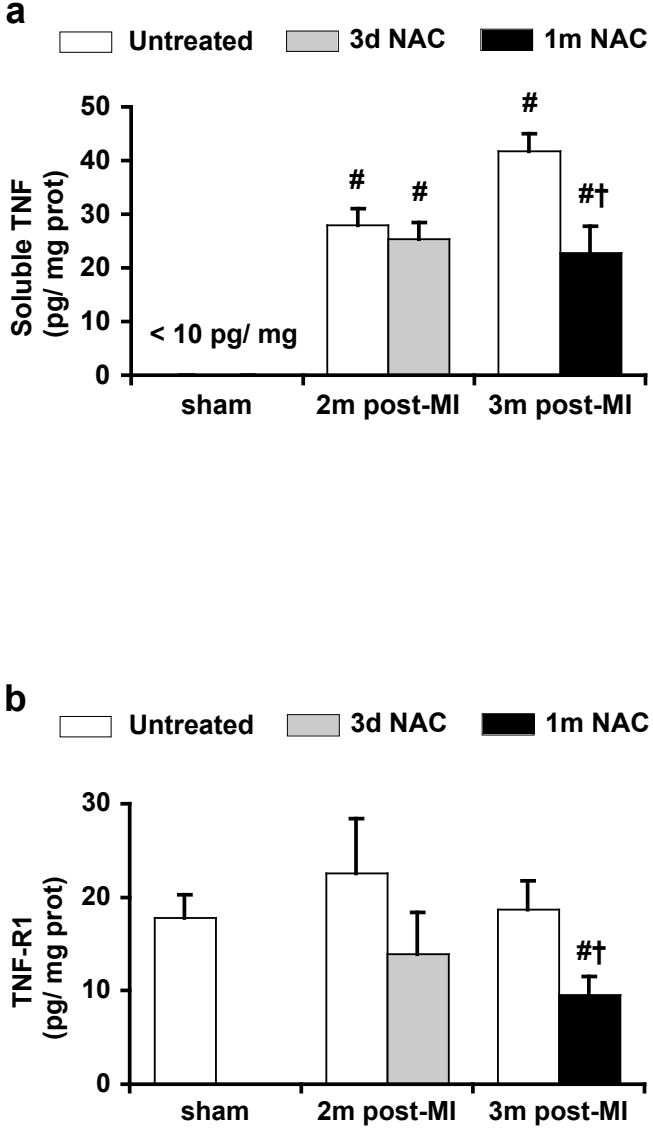 a
Untreated 3d NAC 1m NAC
Soluble TNF
(pg/ mg prot)
50
40
30
20
10
0
#
# #
#†
< 10 pg/ mg
sham 2m post-MI 3m post-MI
b
Untreated 3d NAC 1m NAC
TNF-R1
(pg/ mg prot)
30
20
10
0
#†
sham 2m post-MI 3m post-MI